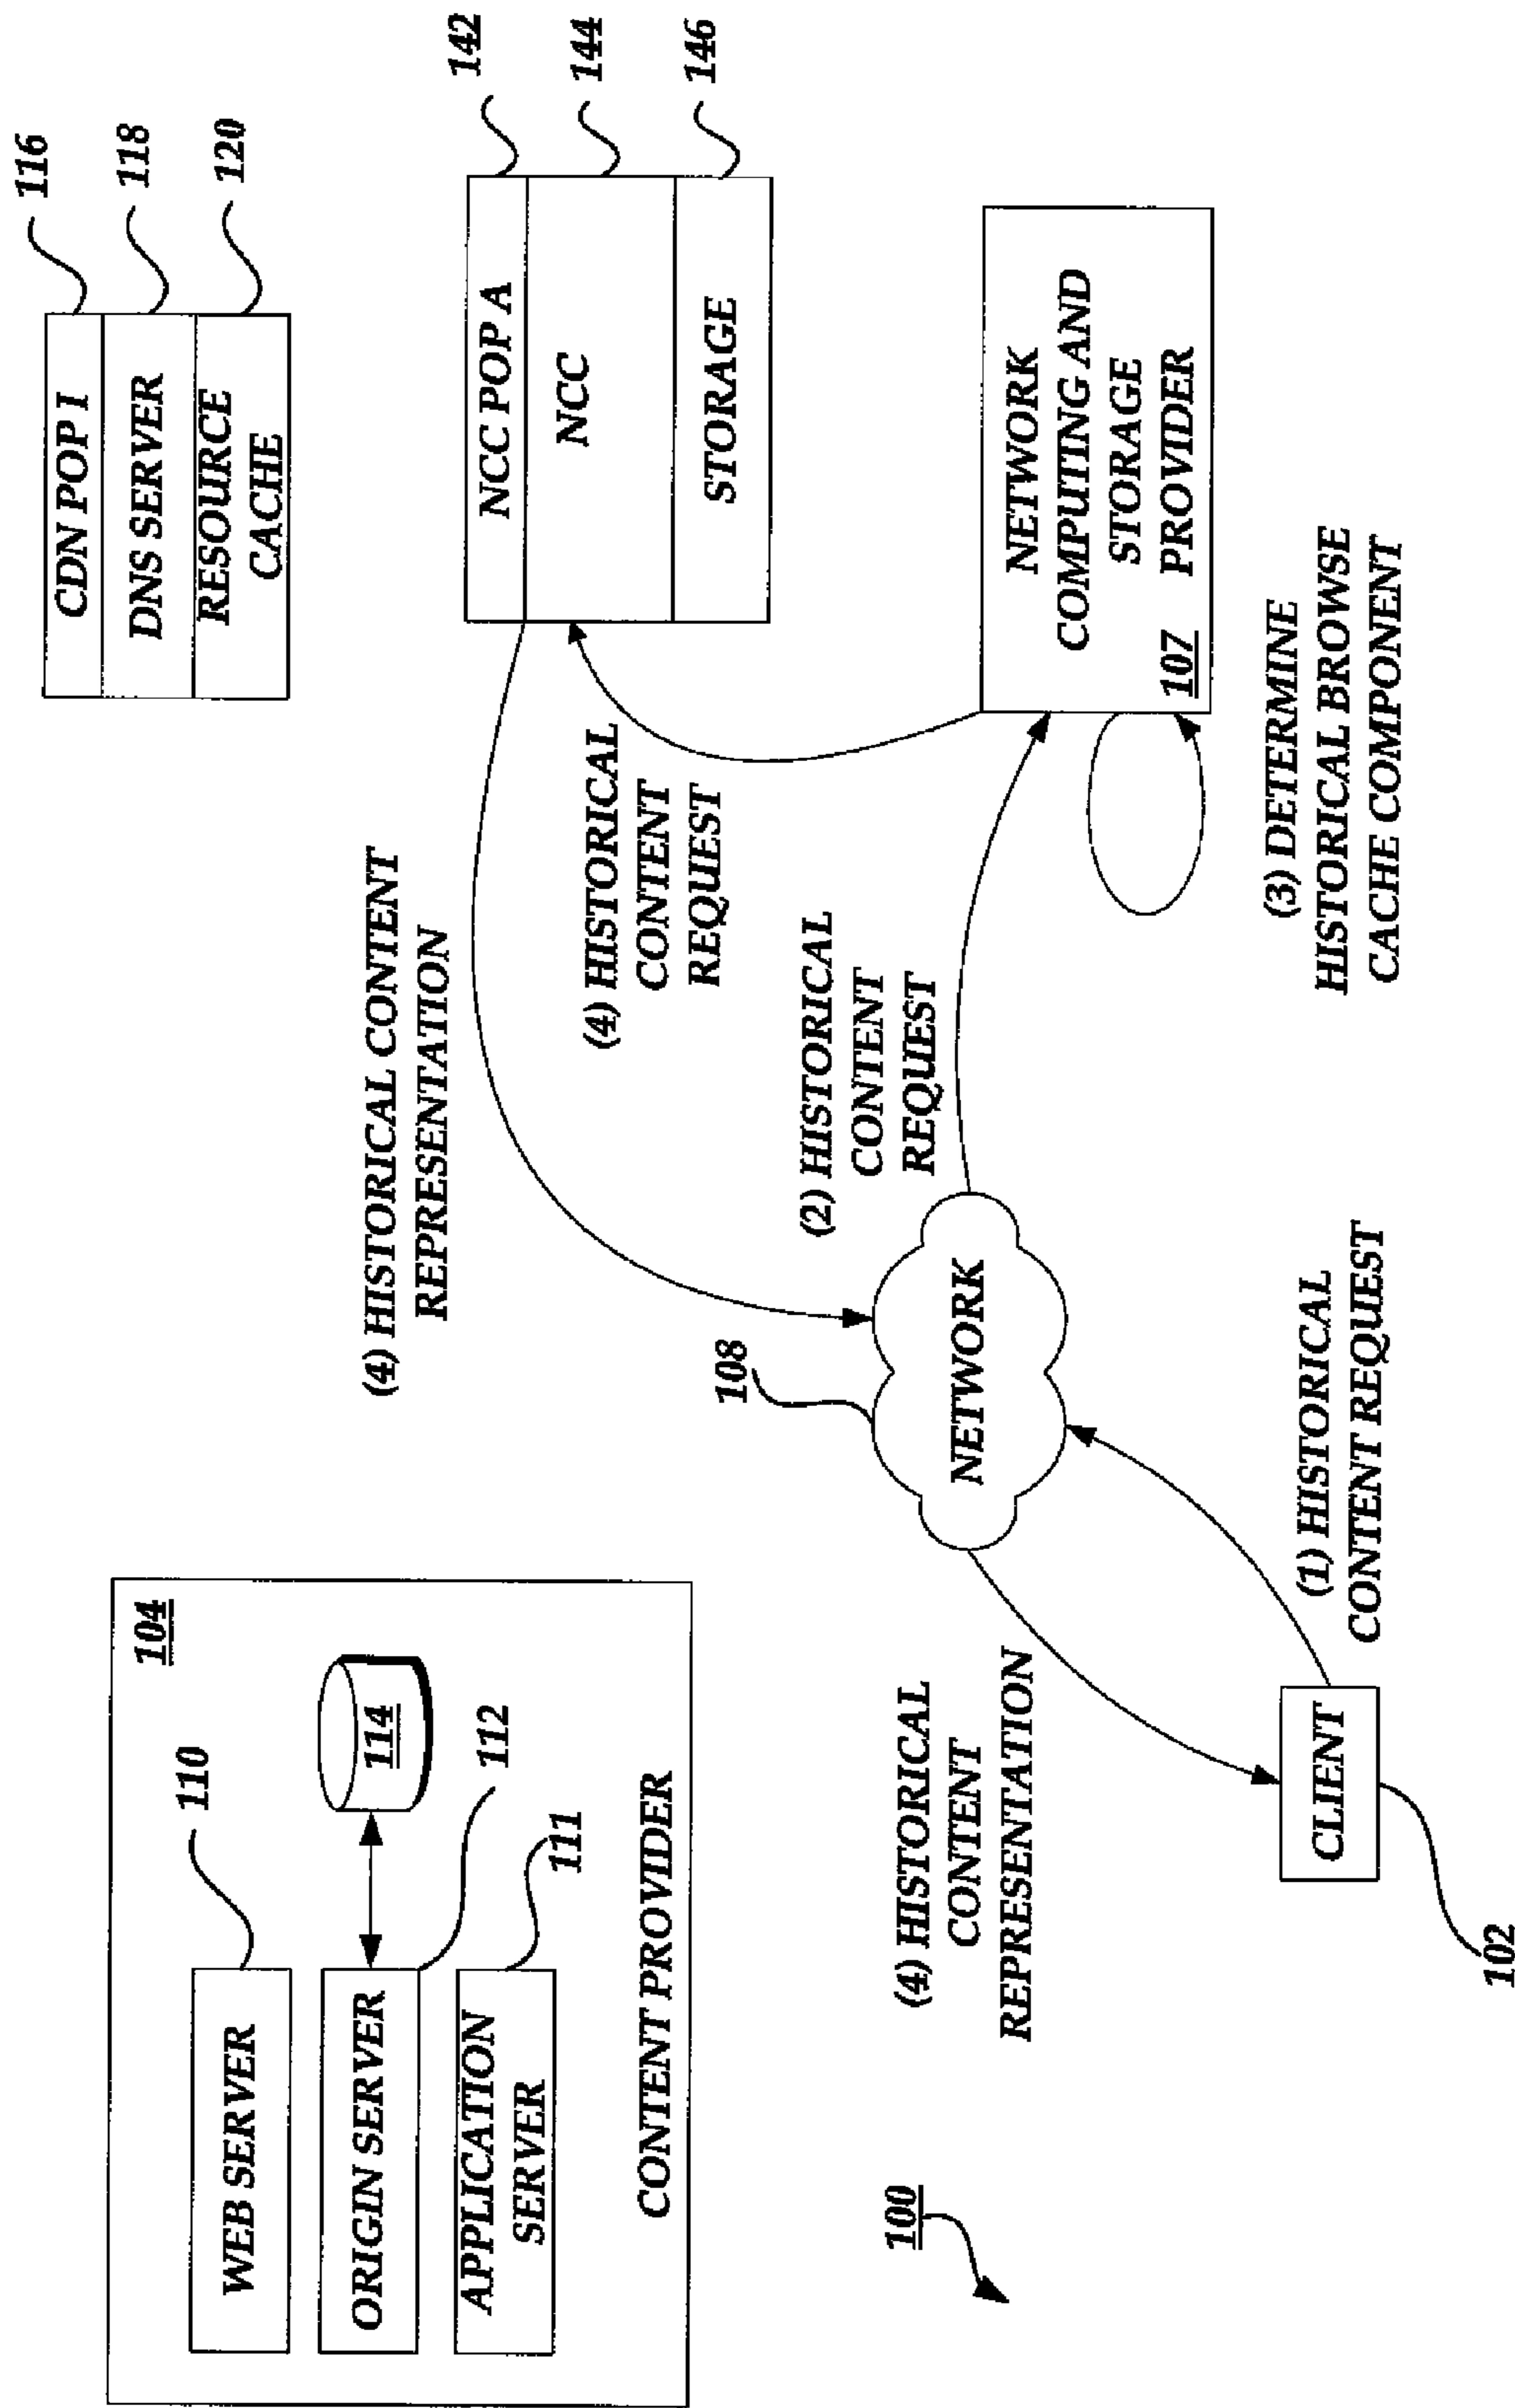 104
110
WEB SERVER
ORIGIN SERVER
114
112
APPLICATION
SERVER
111
CONTENT PROVIDER
CDN POP I
116
DNS SERVER
118
RESOURCE
CACHE
120
(4) HISTORICAL CONTENT
REPRESENTATION
NCC POP A
142
NCC
144
STORAGE
146
(4) HISTORICAL
CONTENT
REQUEST
108
NETWORK
(2) HISTORICAL
CONTENT
REQUEST
NETWORK
COMPUTING AND
STORAGE
PROVIDER
107
(3) DETERMINE
HISTORICAL BROWSE
CACHE COMPONENT
100
(4) HISTORICAL
CONTENT
REPRESENTATION
(1) HISTORICAL
CONTENT REQUEST
CLIENT
102